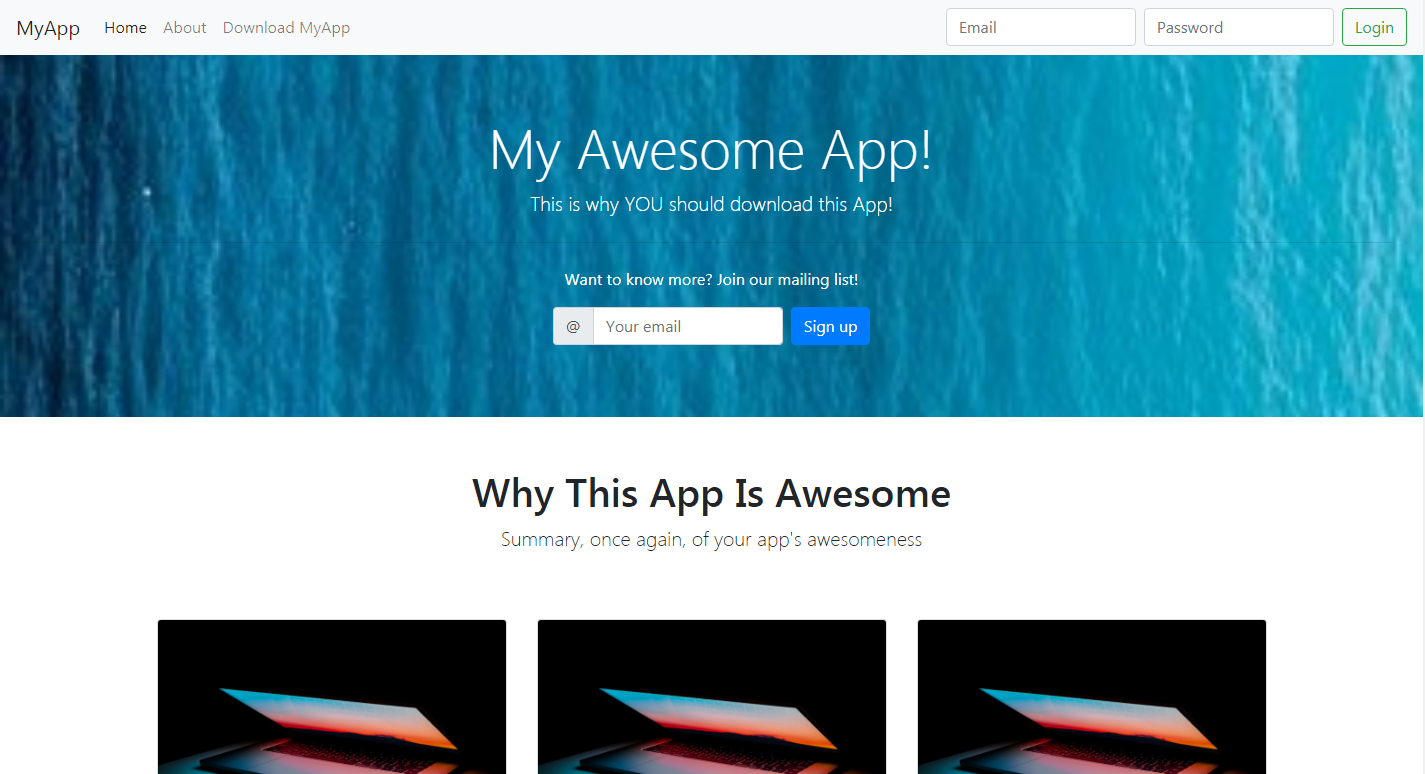 MyApp Home About Download MyApp Email Password Login
My Awesome App!
This is why YOU should download this App!
Want to know more? Join our mailing list!
@ Your email Sign up
Why This App Is Awesome
Summary, once again, of your app's awesomeness